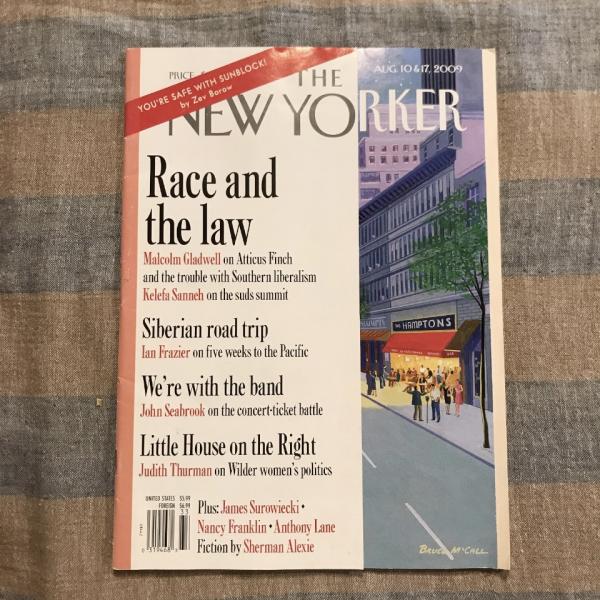 YOU'RE SAFE WITH SUNBLOCK!
by Zev Borow
PRICE
THE
AUG. 10 & 17, 2009
NEW YORKER
Race and
the law
Malcolm Gladwell on Atticus Finch
and the trouble with Southern liberalism
Kelefa Sanneh on the suds summit
Siberian road trip
Ian Frazier on five weeks to the Pacific
We're with the band
John Seabrook on the concert-ticket battle
Little House on the Right
Judith Thurman on Wilder women's politics
THE HAMPTONS
UNITED STATES $5.99
FOREIGN $6.99
33
Plus: James Surowiecki •
Nancy Franklin • Anthony Lane
Fiction by Sherman Alexie
BRUCE McCALL